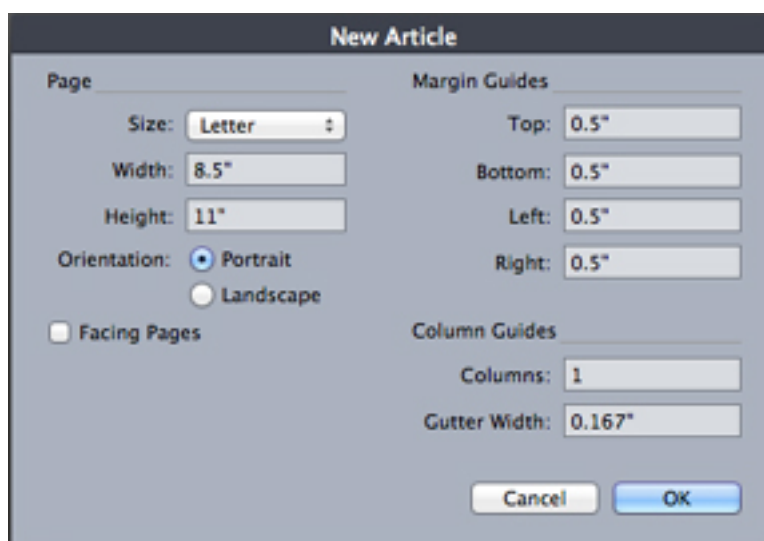 New Article
Page
Size: Letter
Width: 8.5"
Height: 11"
Orientation: Portrait
Landscape
Facing Pages
Margin Guides
Top: 0.5"
Bottom: 0.5"
Left: 0.5"
Right: 0.5"
Column Guides
Columns: 1
Gutter Width: 0.167"
Cancel OK